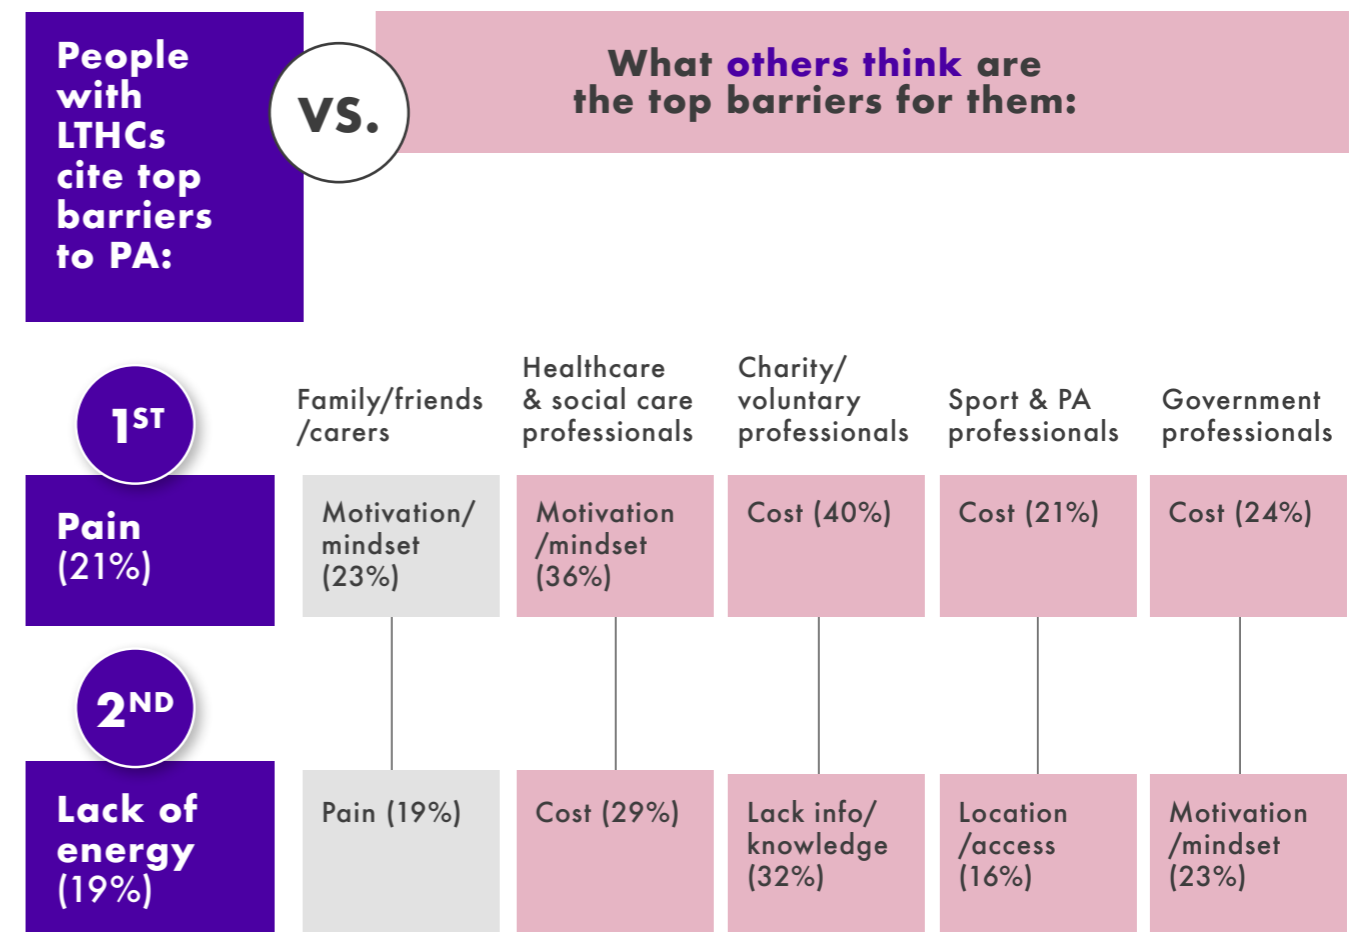 People
with
LTHCs
cite top
barriers
to PA:
VS.
What others think are
the top barriers for them:
1ST
Pain
(21%)
Family/friends
/carers
Healthcare
& social care
professionals
Charity/
voluntary
professionals
Sport & PA
professionals
Government
professionals
Motivation/
mindset
(23%)
Motivation
/mindset
(36%)
Cost (40%)
Cost (21%)
Cost (24%)
2ND
Lack of
energy
(19%)
Pain (19%)
Cost (29%)
Lack info/
knowledge
(32%)
Location
/access
(16%)
Motivation
/mindset
(23%)